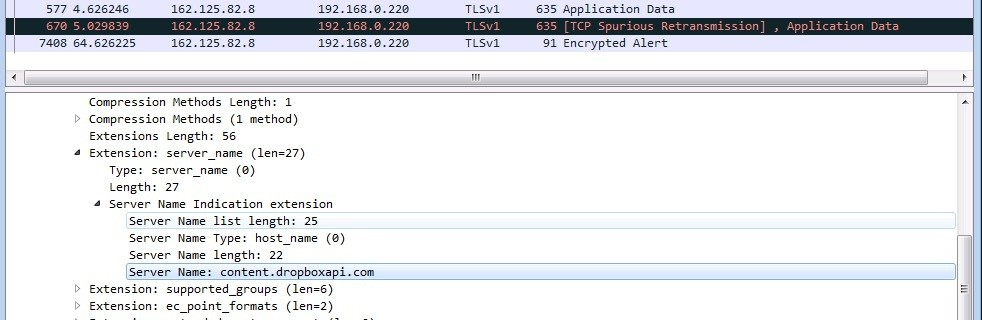 577 4.626246 162.125.82.8 192.168.0.220 TLSv1 635 Application Data
670 5.029839 162.125.82.8 192.168.0.220 TLSv1 635 [TCP Spurious Retransmission] , Application Data
7408 64.626225 162.125.82.8 192.168.0.220 TLSv1 91 Encrypted Alert
Compression Methods Length: 1
Compression Methods (1 method)
Extensions Length: 56
Extension: server_name (len=27)
Type: server_name (0)
Length: 27
Server Name Indication extension
Server Name list length: 25
Server Name Type: host_name (0)
Server Name length: 22
Server Name: content.dropboxapi.com
Extension: supported_groups (len=6)
Extension: ec_point_formats (len=2)